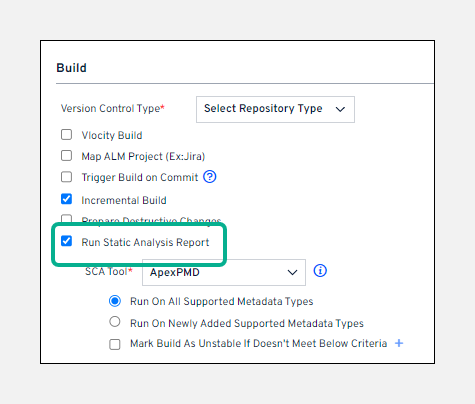 Build
Version Control Type* Select Repository Type
Vlocity Build
Map ALM Project (Ex:Jira)
Trigger Build on Commit ?
Incremental Build
Prepare Destructive Changes
Run Static Analysis Report
SCA Tool* ApexPMD i
Run On All Supported Metadata Types
Run On Newly Added Supported Metadata Types
Mark Build As Unstable If Doesn't Meet Below Criteria +